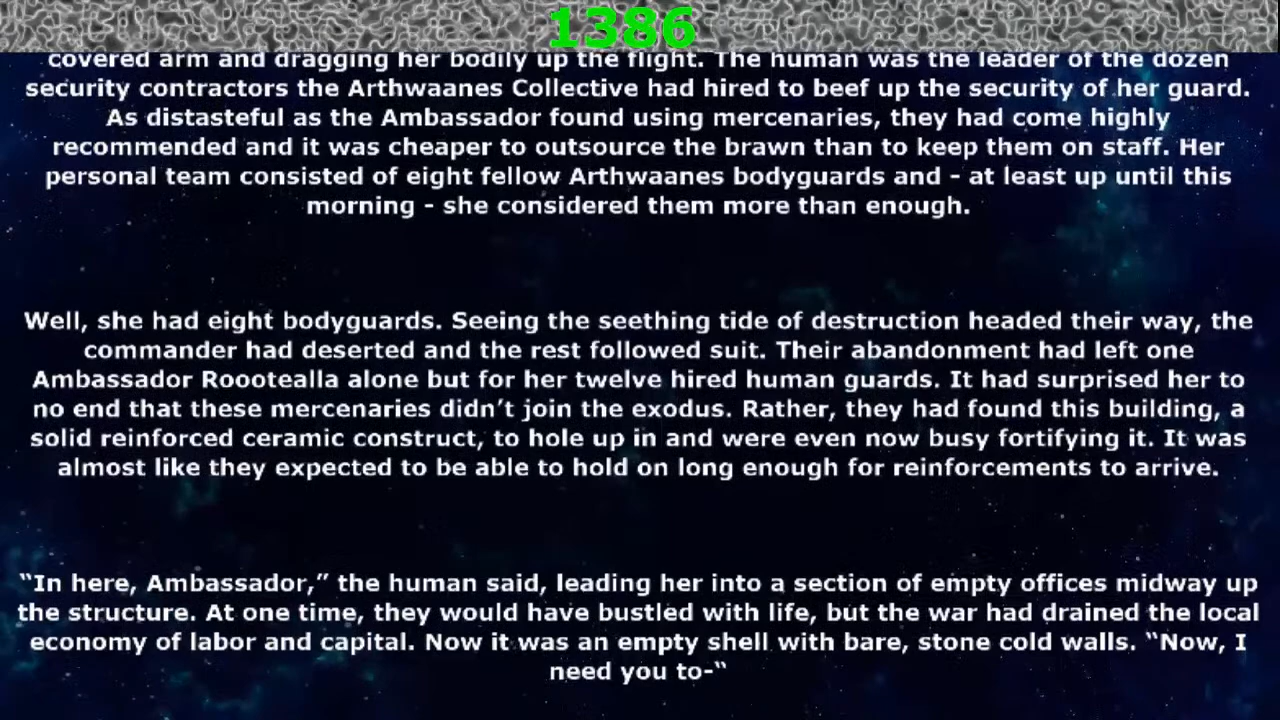 1386
covered arm and dragging her bodily up the flight. The human was the leader of the dozen
security contractors the Arthwaanes Collective had hired to beef up the security of her guard.
As distasteful as the Ambassador found using mercenaries, they had come highly
recommended and it was cheaper to outsource the brawn than to keep them on staff. Her
personal team consisted of eight fellow Arthwaanes bodyguards and - at least up until this
morning - she considered them more than enough.
Well, she had eight bodyguards. Seeing the seething tide of destruction headed their way, the
commander had deserted and the rest followed suit. Their abandonment had left one
Ambassador Roootealla alone but for her twelve hired human guards. It had surprised her to
no end that these mercenaries didn’t join the exodus. Rather, they had found this building, a
solid reinforced ceramic construct, to hole up in and were even now busy fortifying it. It was
almost like they expected to be able to hold on long enough for reinforcements to arrive.
“In here, Ambassador,” the human said, leading her into a section of empty offices midway up
the structure. At one time, they would have bustled with life, but the war had drained the local
economy of labor and capital. Now it was an empty shell with bare, stone cold walls. “Now, I
need you to-“